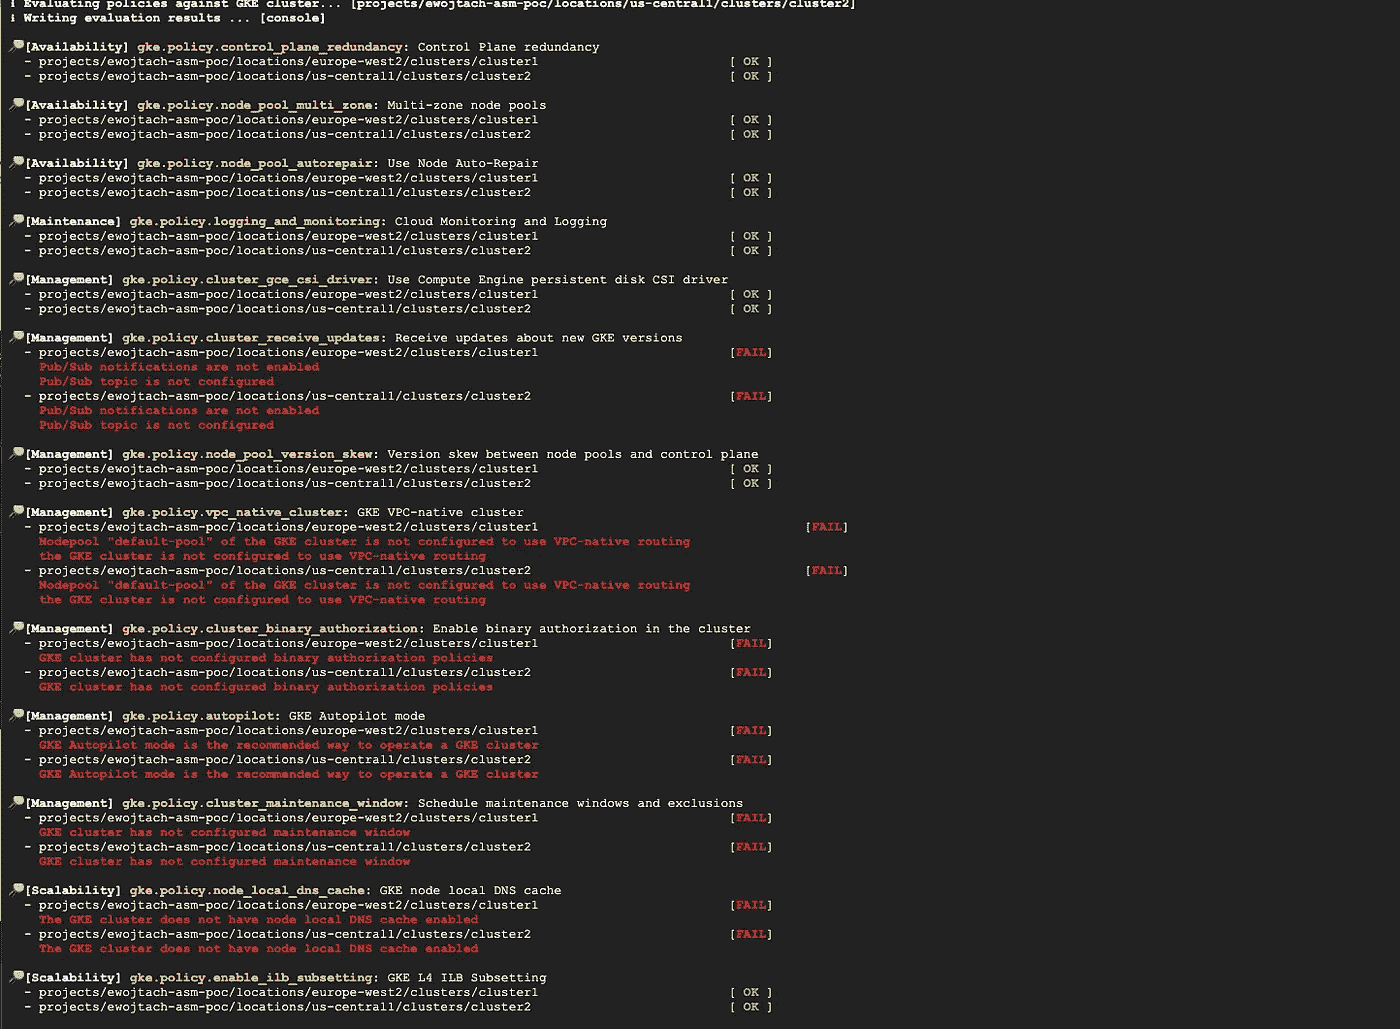 i Evaluating policies against GKE cluster... [projects/ewojtach-asm-poc/locations/us-central1/clusters/cluster2]
i Writing evaluation results ... [console]
[Availability] gke.policy.control_plane_redundancy: Control Plane redundancy
- projects/ewojtach-asm-poc/locations/europe-west2/clusters/cluster1 [ OK ]
- projects/ewojtach-asm-poc/locations/us-central1/clusters/cluster2 [ OK ]
[Availability] gke.policy.node_pool_multi_zone: Multi-zone node pools
- projects/ewojtach-asm-poc/locations/europe-west2/clusters/cluster1 [ OK ]
- projects/ewojtach-asm-poc/locations/us-central1/clusters/cluster2 [ OK ]
[Availability] gke.policy.node_pool_autorepair: Use Node Auto-Repair
- projects/ewojtach-asm-poc/locations/europe-west2/clusters/cluster1 [ OK ]
- projects/ewojtach-asm-poc/locations/us-central1/clusters/cluster2 [ OK ]
[Maintenance] gke.policy.logging_and_monitoring: Cloud Monitoring and Logging
- projects/ewojtach-asm-poc/locations/europe-west2/clusters/cluster1 [ OK ]
- projects/ewojtach-asm-poc/locations/us-central1/clusters/cluster2 [ OK ]
[Management] gke.policy.cluster_gce_csi_driver: Use Compute Engine persistent disk CSI driver
- projects/ewojtach-asm-poc/locations/europe-west2/clusters/cluster1 [ OK ]
- projects/ewojtach-asm-poc/locations/us-central1/clusters/cluster2 [ OK ]
[Management] gke.policy.cluster_receive_updates: Receive updates about new GKE versions
- projects/ewojtach-asm-poc/locations/europe-west2/clusters/cluster1 [FAIL]
Pub/Sub notifications are not enabled
Pub/Sub topic is not configured
- projects/ewojtach-asm-poc/locations/us-central1/clusters/cluster2 [FAIL]
Pub/Sub notifications are not enabled
Pub/Sub topic is not configured
[Management] gke.policy.node_pool_version_skew: Version skew between node pools and control plane
- projects/ewojtach-asm-poc/locations/europe-west2/clusters/cluster1 [ OK ]
- projects/ewojtach-asm-poc/locations/us-central1/clusters/cluster2 [ OK ]
[Management] gke.policy.vpc_native_cluster: GKE VPC-native cluster
- projects/ewojtach-asm-poc/locations/europe-west2/clusters/cluster1 [FAIL]
Nodepool "default-pool" of the GKE cluster is not configured to use VPC-native routing
the GKE cluster is not configured to use VPC-native routing
- projects/ewojtach-asm-poc/locations/us-central1/clusters/cluster2 [FAIL]
Nodepool "default-pool" of the GKE cluster is not configured to use VPC-native routing
the GKE cluster is not configured to use VPC-native routing
[Management] gke.policy.cluster_binary_authorization: Enable binary authorization in the cluster
- projects/ewojtach-asm-poc/locations/europe-west2/clusters/cluster1 [FAIL]
GKE cluster has not configured binary authorization policies
- projects/ewojtach-asm-poc/locations/us-central1/clusters/cluster2 [FAIL]
GKE cluster has not configured binary authorization policies
[Management] gke.policy.autopilot: GKE Autopilot mode
- projects/ewojtach-asm-poc/locations/europe-west2/clusters/cluster1 [FAIL]
GKE Autopilot mode is the recommended way to operate a GKE cluster
- projects/ewojtach-asm-poc/locations/us-central1/clusters/cluster2 [FAIL]
GKE Autopilot mode is the recommended way to operate a GKE cluster
[Management] gke.policy.cluster_maintenance_window: Schedule maintenance windows and exclusions
- projects/ewojtach-asm-poc/locations/europe-west2/clusters/cluster1 [FAIL]
GKE cluster has not configured maintenance window
- projects/ewojtach-asm-poc/locations/us-central1/clusters/cluster2 [FAIL]
GKE cluster has not configured maintenance window
[Scalability] gke.policy.node_local_dns_cache: GKE node local DNS cache
- projects/ewojtach-asm-poc/locations/europe-west2/clusters/cluster1 [FAIL]
The GKE cluster does not have node local DNS cache enabled
- projects/ewojtach-asm-poc/locations/us-central1/clusters/cluster2 [FAIL]
The GKE cluster does not have node local DNS cache enabled
[Scalability] gke.policy.enable_ilb_subsetting: GKE L4 ILB Subsetting
- projects/ewojtach-asm-poc/locations/europe-west2/clusters/cluster1 [ OK ]
- projects/ewojtach-asm-poc/locations/us-central1/clusters/cluster2 [ OK ]